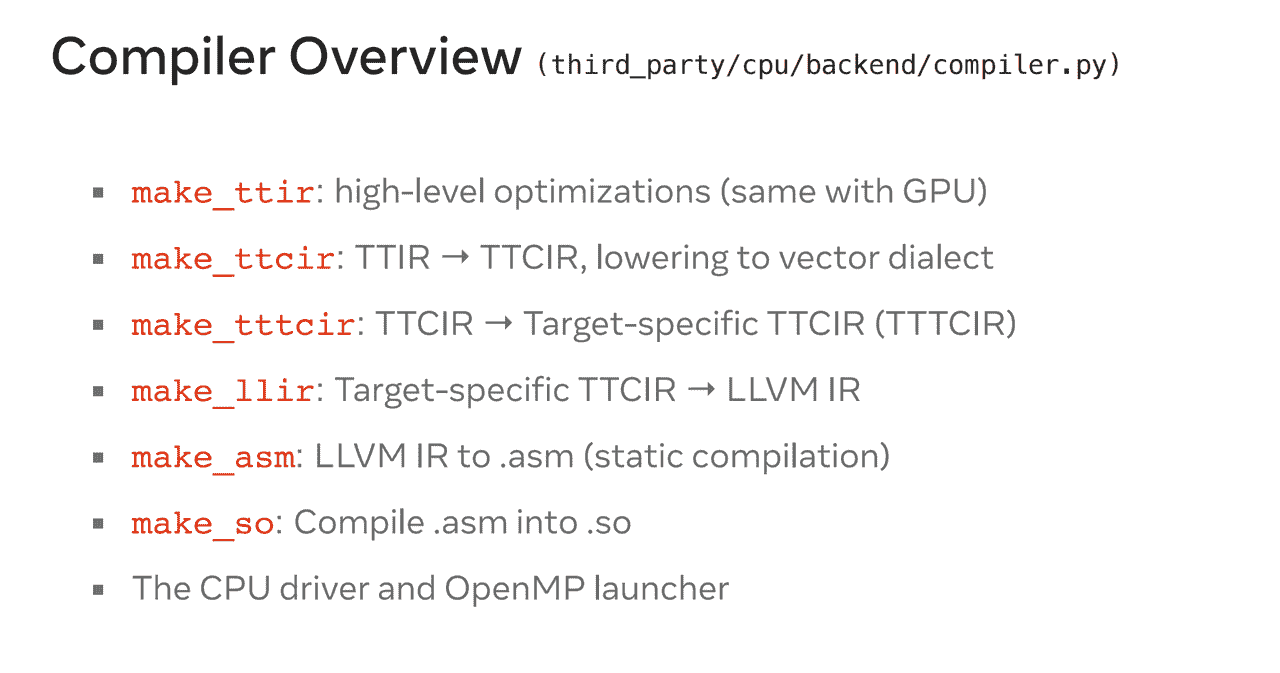 Compiler Overview (third_party/cpu/backend/compiler.py)
▪ make_ttir: high-level optimizations (same with GPU)
▪ make_ttcir: TTIR → TTCIR, lowering to vector dialect
▪ make_tttcir: TTCIR → Target-specific TTCIR (TTTCIR)
▪ make_llir: Target-specific TTCIR → LLVM IR
▪ make_asm: LLVM IR to .asm (static compilation)
▪ make_so: Compile .asm into .so
▪ The CPU driver and OpenMP launcher